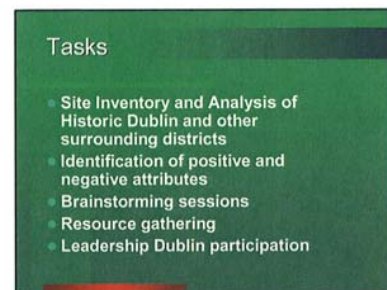 Tasks
Site Inventory and Analysis of
Historic Dublin and other
surrounding districts
Identification of positive and
negative attributes
Brainstorming sessions
Resource gathering
Leadership Dublin participation